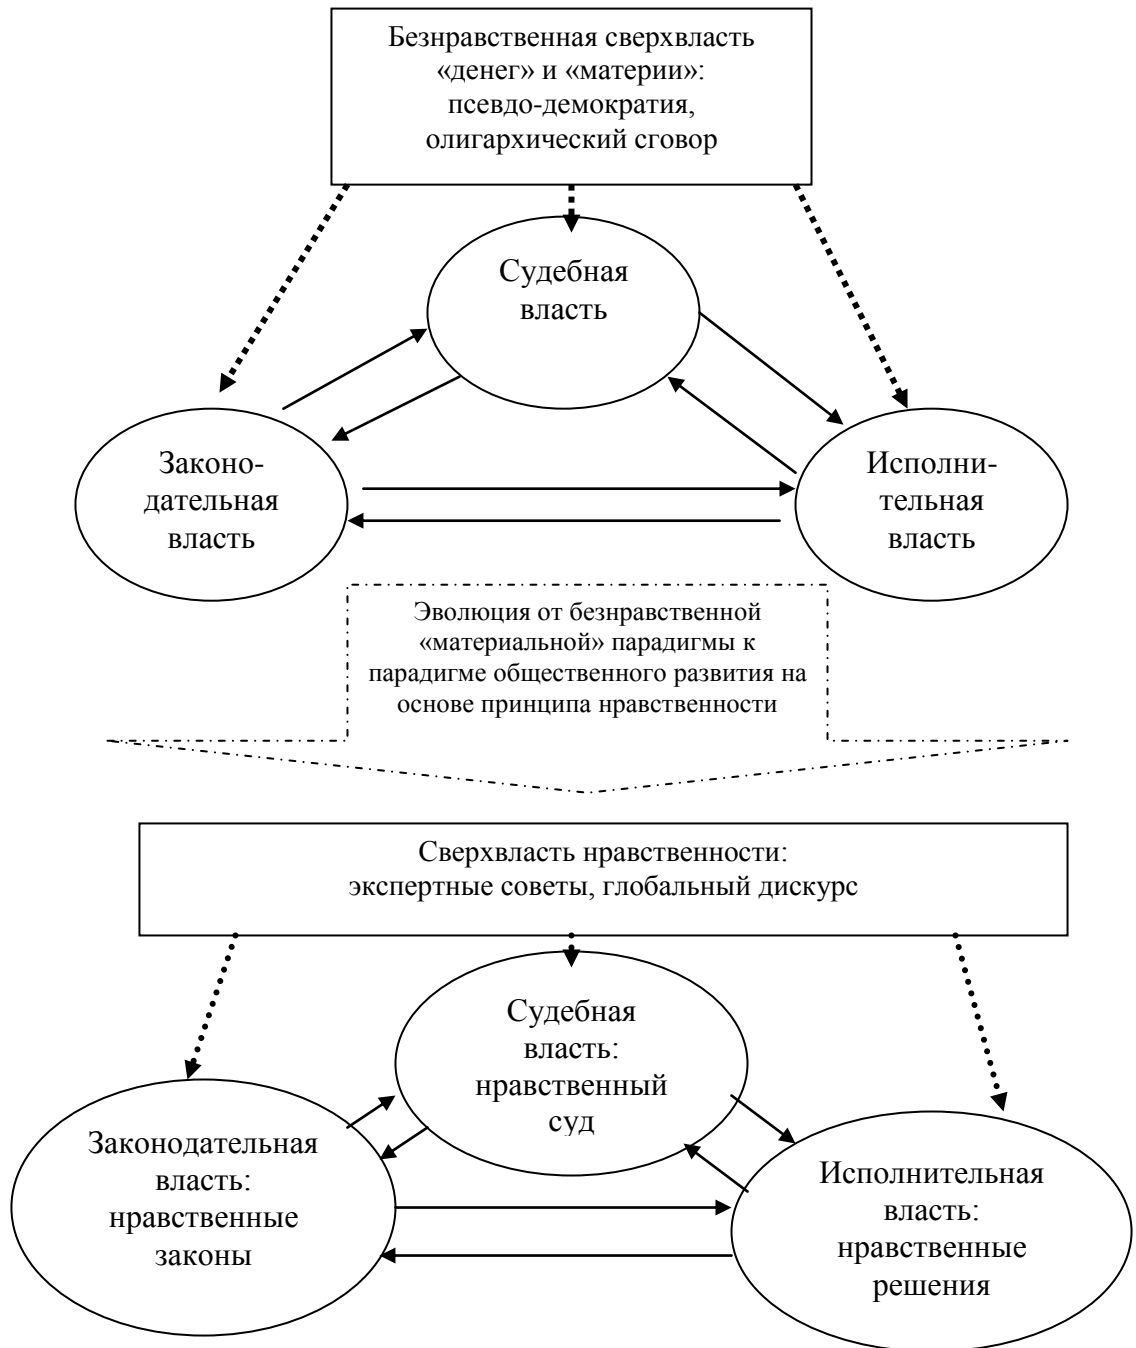 Безнравственная сверхвласть
«денег» и «материи»:
псевдо-демократия,
олигархический сговор
Судебная
власть
Законо-
дательная
власть
Исполни-
тельная
власть
Эволюция от безнравственной
«материальной» парадигмы к
парадигме общественного развития на
основе принципа нравственности
Сверхвласть нравственности:
экспертные советы, глобальный дискурс
Судебная
власть:
нравственный
суд
Законодательная
власть:
нравственные
законы
Исполнительная
власть:
нравственные
решения